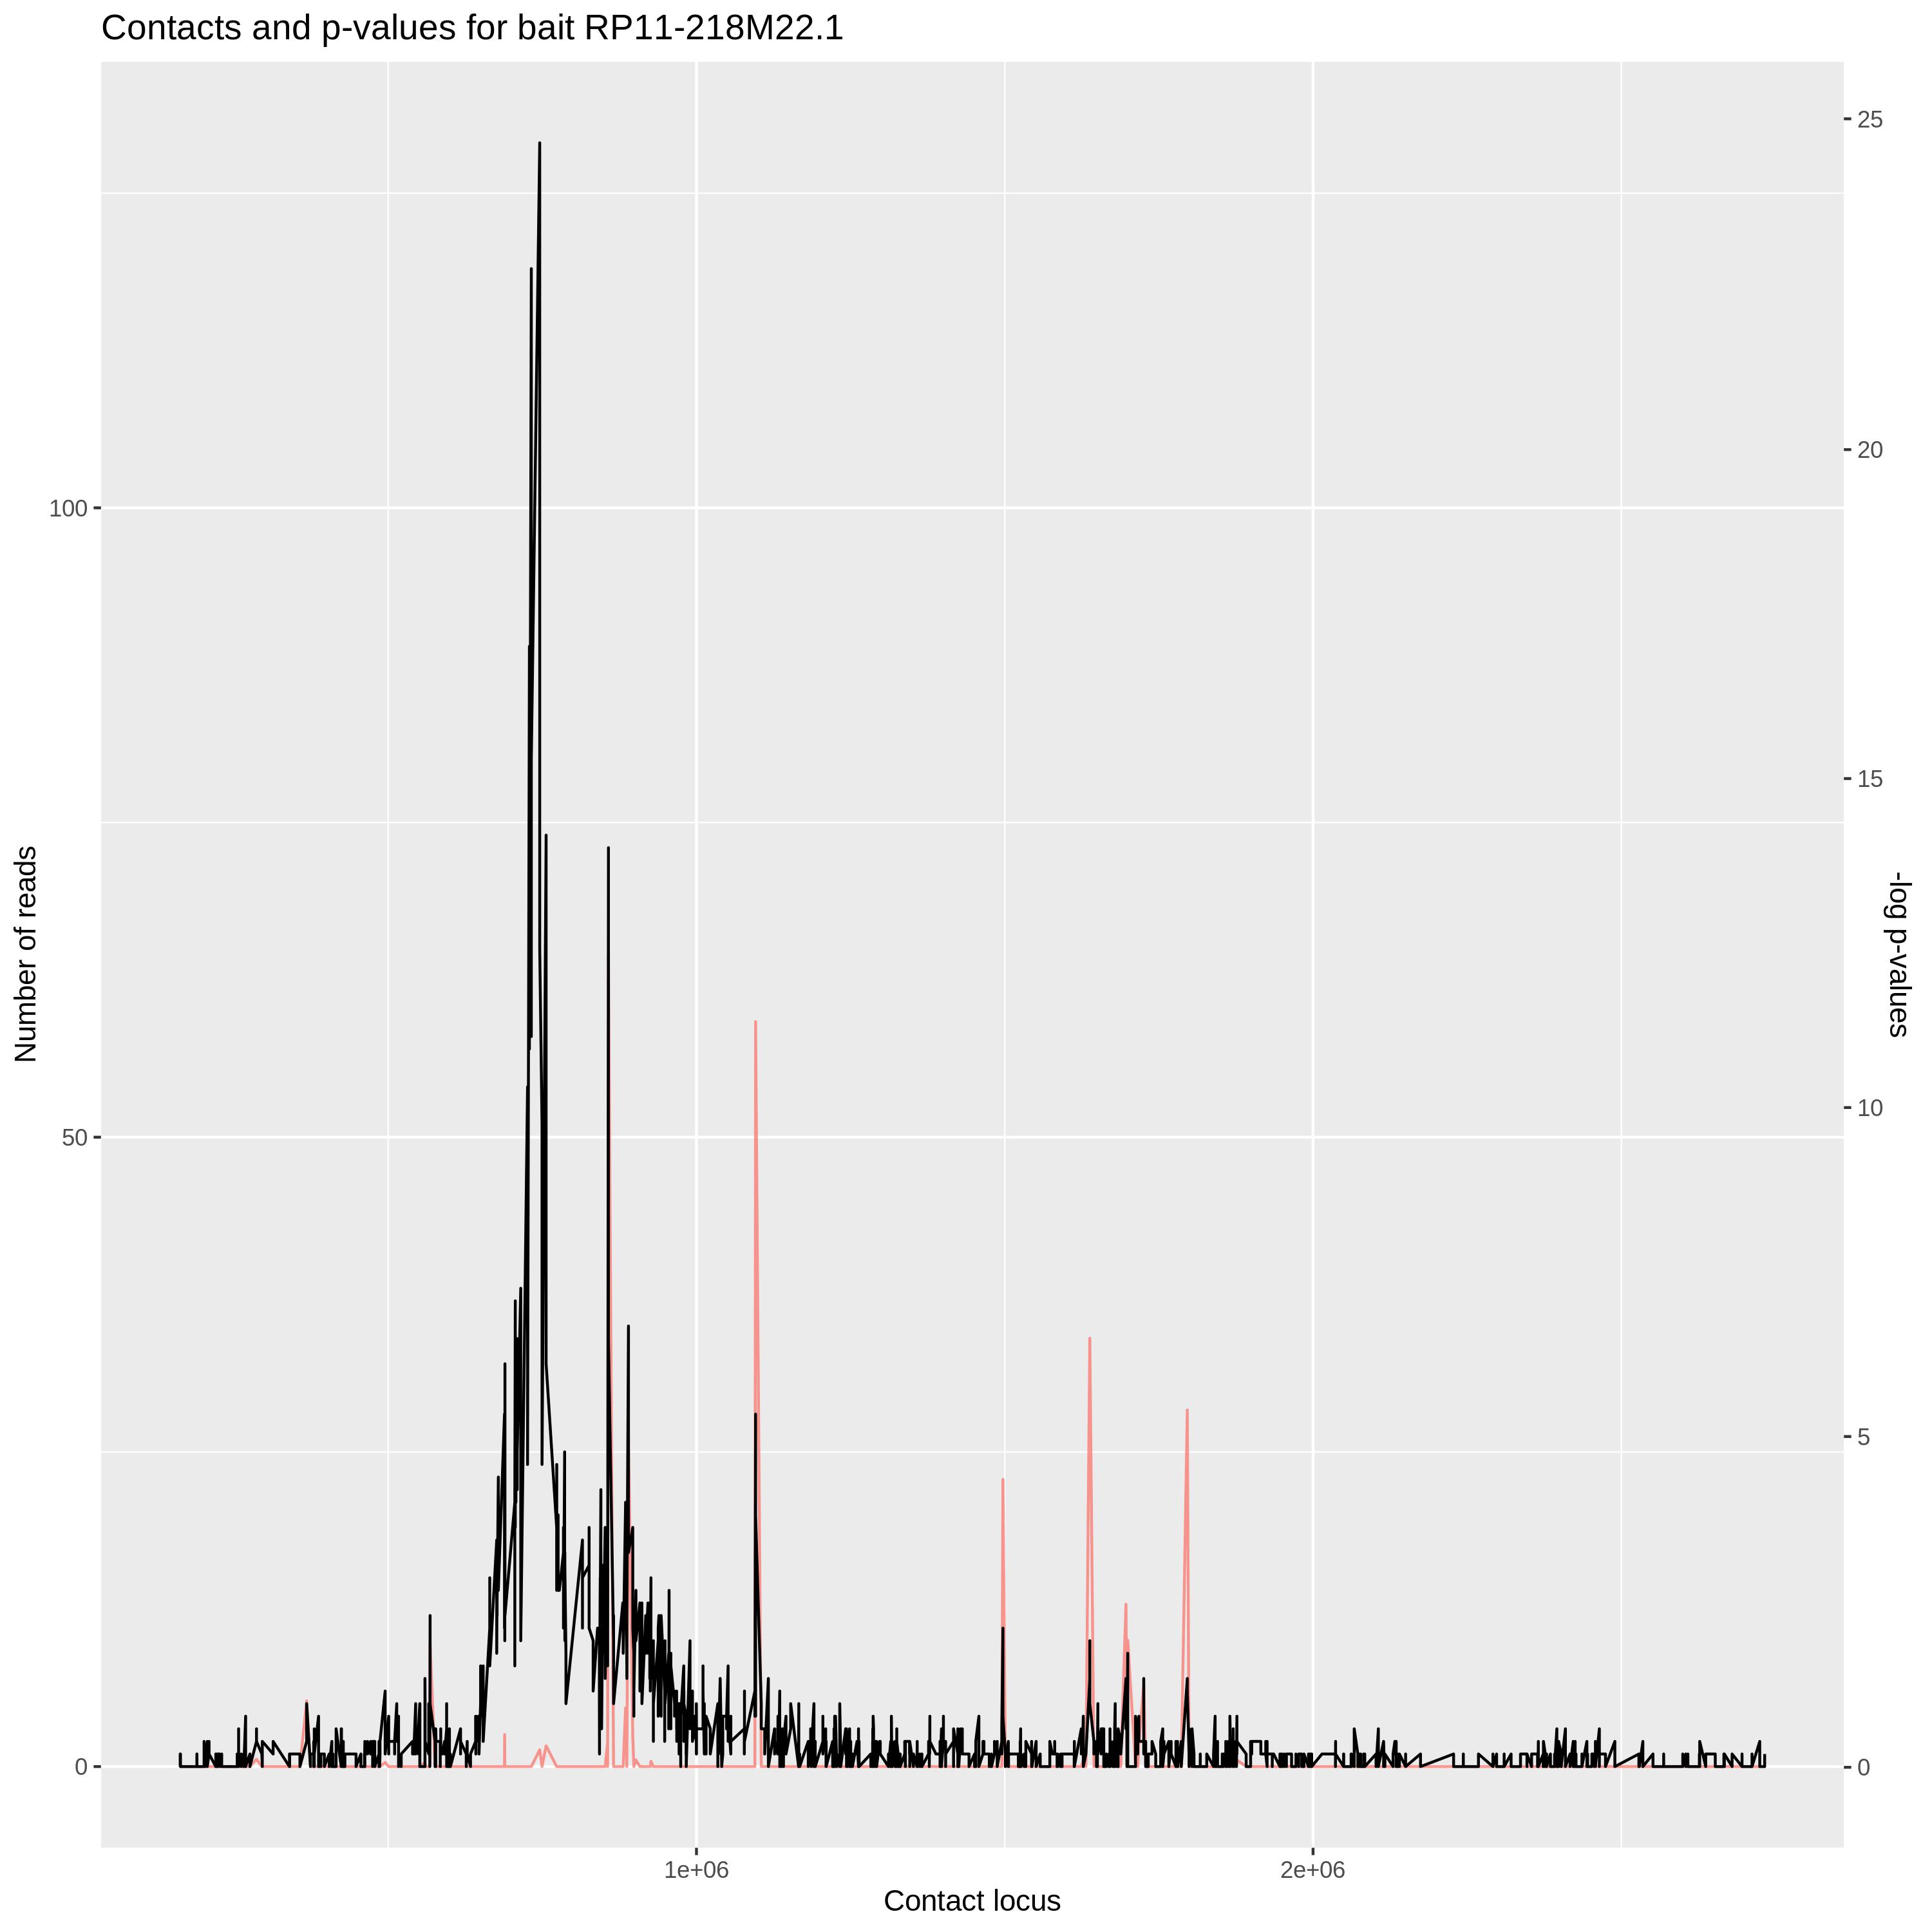 Contacts and p-values for bait RP11-218M22.1
Number of reads
100
50
0
25
20
15
10
5
0
-log p-values
1e+06
2e+06
Contact locus